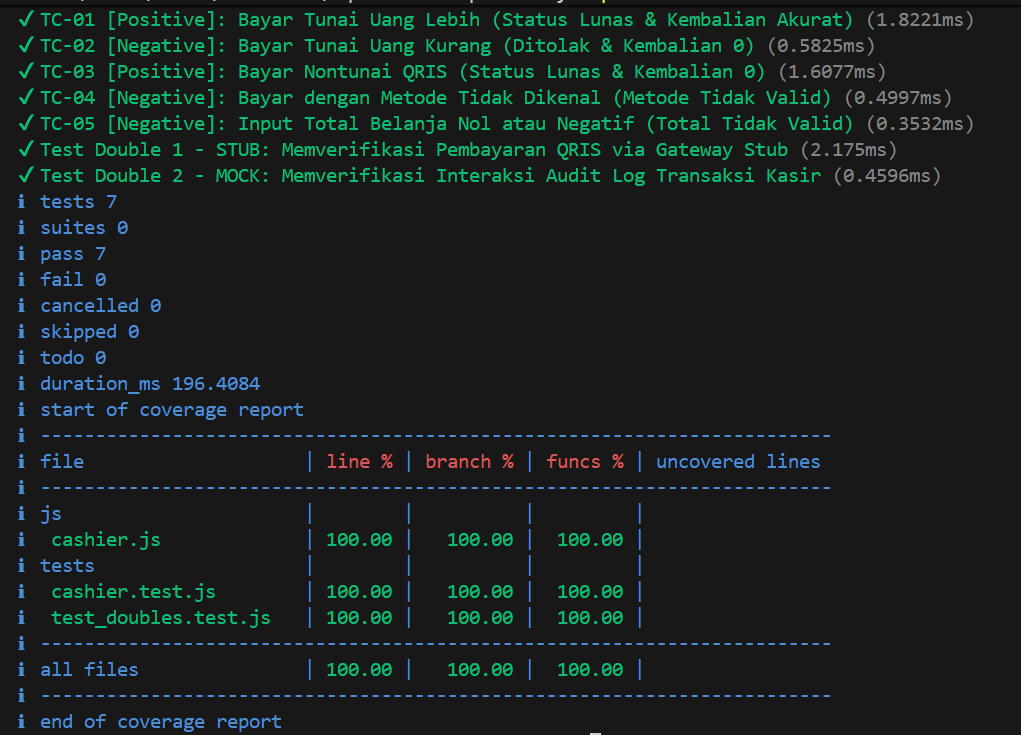 ✓ TC-01 [Positive]: Bayar Tunai Uang Lebih (Status Lunas & Kembalian Akurat) (1.8221ms)
✓ TC-02 [Negative]: Bayar Tunai Uang Kurang (Ditolak & Kembalian 0) (0.5825ms)
✓ TC-03 [Positive]: Bayar Nontunai QRIS (Status Lunas & Kembalian 0) (1.6077ms)
✓ TC-04 [Negative]: Bayar dengan Metode Tidak Dikenal (Metode Tidak Valid) (0.4997ms)
✓ TC-05 [Negative]: Input Total Belanja Nol atau Negatif (Total Tidak Valid) (0.3532ms)
✓ Test Double 1 - STUB: Memverifikasi Pembayaran QRIS via Gateway Stub (2.175ms)
✓ Test Double 2 - MOCK: Memverifikasi Interaksi Audit Log Transaksi Kasir (0.4596ms)
ℹ tests 7
ℹ suites 0
ℹ pass 7
ℹ fail 0
ℹ cancelled 0
ℹ skipped 0
ℹ todo 0
ℹ duration_ms 196.4084
ℹ start of coverage report
ℹ ------------------------------------------------------------------------
ℹ file                    | line % | branch % | funcs % | uncovered lines
ℹ ------------------------------------------------------------------------
ℹ js                      |        |          |         |
ℹ  cashier.js             | 100.00 |   100.00 |  100.00 |
ℹ tests                   |        |          |         |
ℹ  cashier.test.js        | 100.00 |   100.00 |  100.00 |
ℹ  test_doubles.test.js   | 100.00 |   100.00 |  100.00 |
ℹ ------------------------------------------------------------------------
ℹ all files               | 100.00 |   100.00 |  100.00 |
ℹ ------------------------------------------------------------------------
ℹ end of coverage report